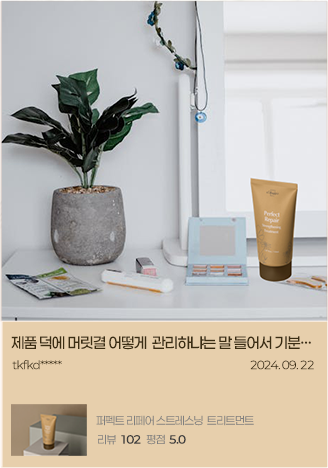 Perfect
Repair
제품 덕에 머릿결 어떻게 관리하냐는 말 들어서 기분…
tkfkd*****
2024. 09. 22
퍼펙트 리페어 스트레스닝 트리트먼트
리뷰 102 평점 5.0